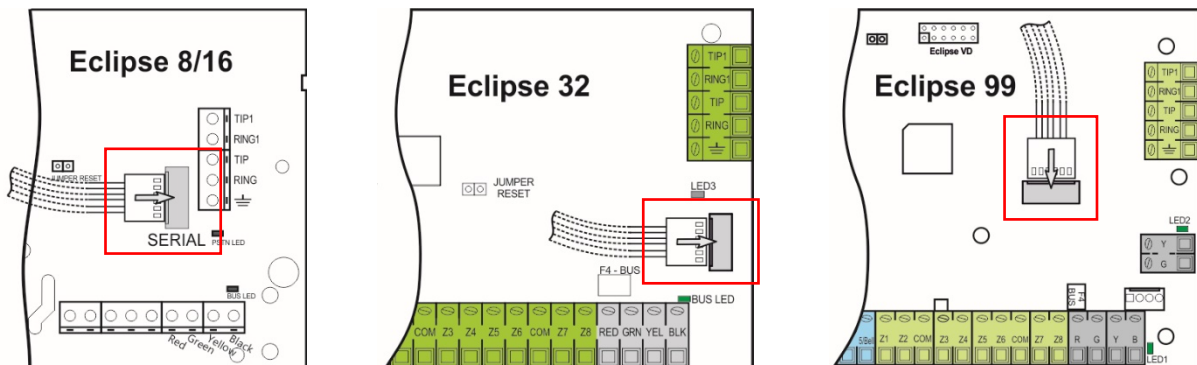 Eclipse 8/16
TIP1
RING1
JUMPER RESET
TIP
RING
SERIAL
PSTN LED
BUS LED
Red
Green
Yellow
Black
Eclipse 32
TIP1
RING1
TIP
RING
JUMPER
RESET
LED3
F4 - BUS
BUS LED
COM Z3 Z4 Z5 Z6 COM Z7 Z8 RED GRN YEL BLK
Eclipse VD
Eclipse 99
TIP1
RING1
TIP
RING
LED2
Y
G
F4
BUS
S/Bell Z1 Z2 COM Z3 Z4 Z5 Z6 COM Z7 Z8 R G Y B
LED1